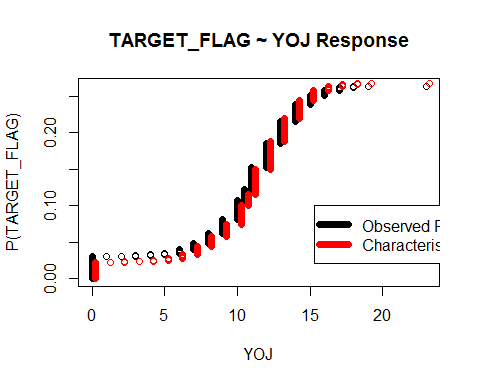 TARGET_FLAG ~ YOJ Response
P(TARGET_FLAG)
0.20
0.10
0.00
Observed P
Characteris
0 5 10 15 20
YOJ